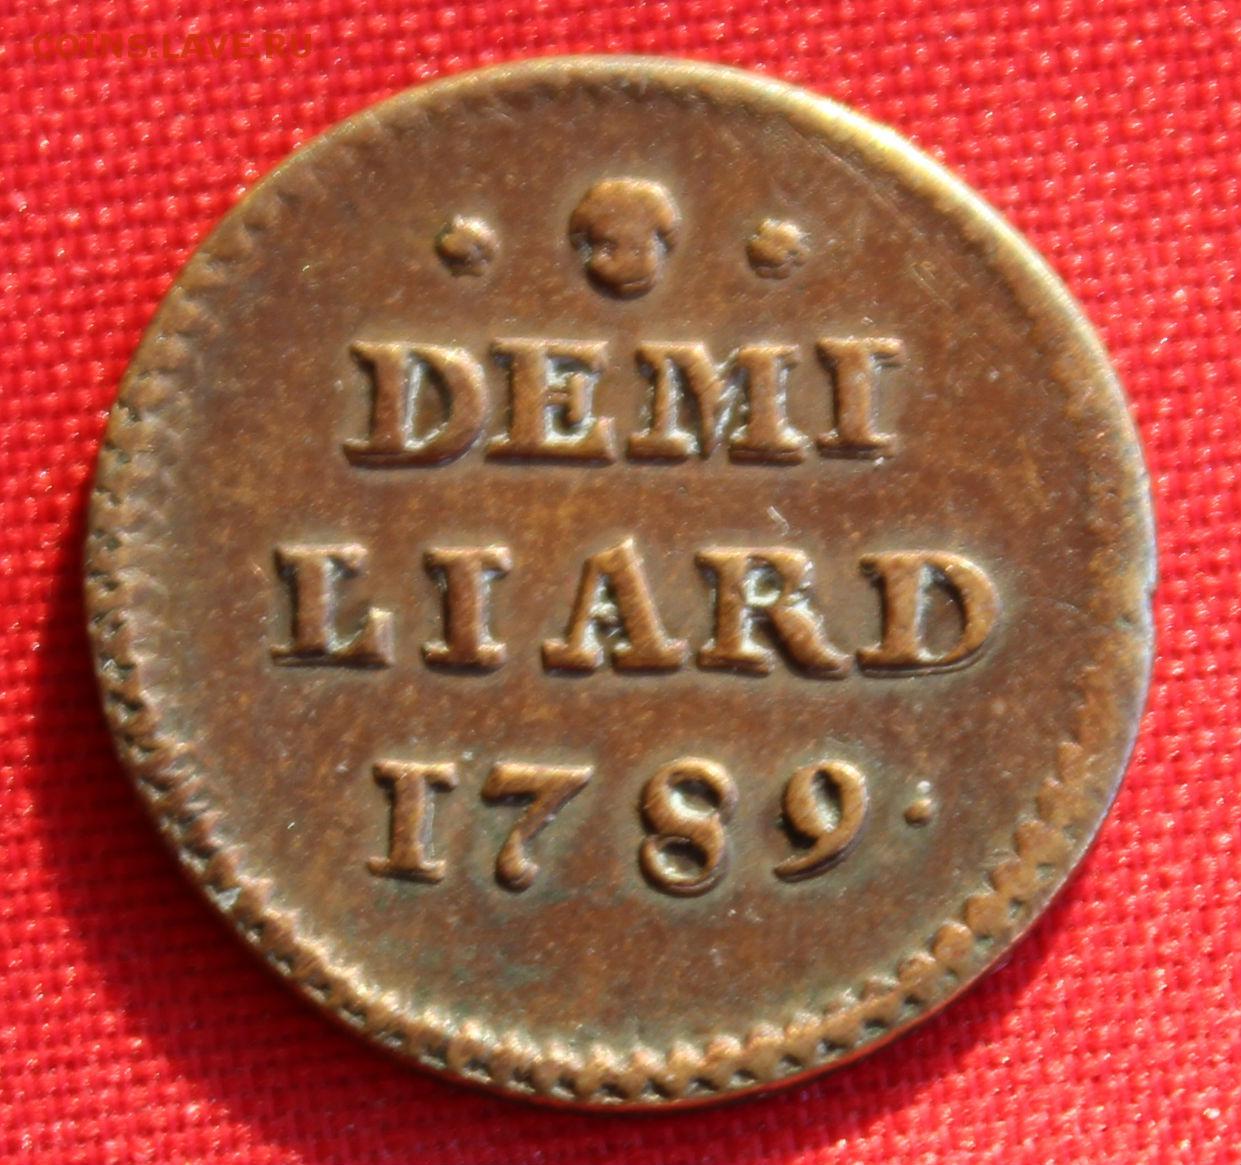 COINS.LAVE.RU
DEMI
LIARD
1789.